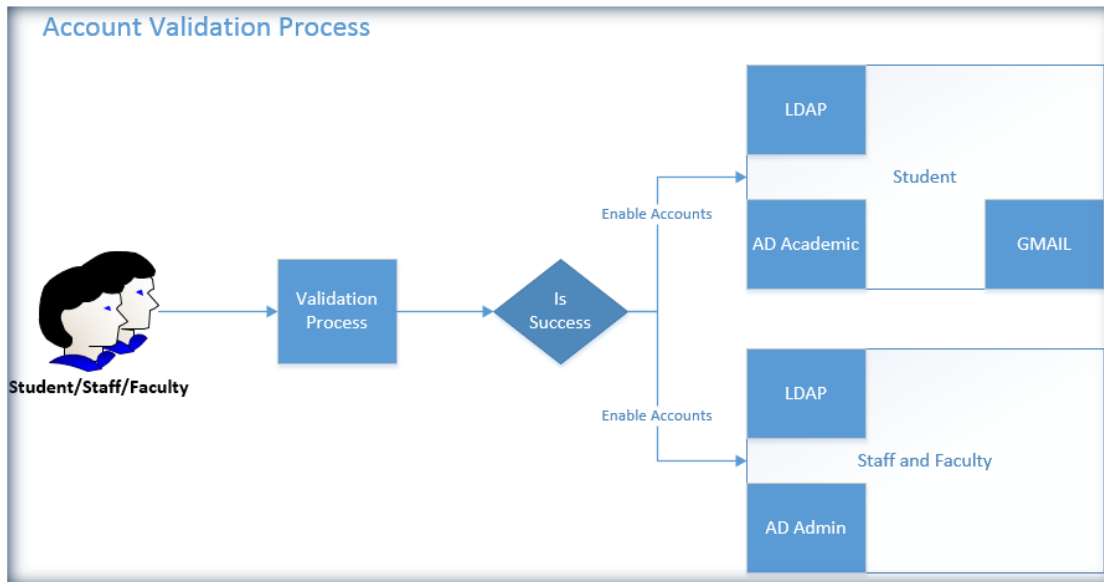 Account Validation Process
LDAP
Student
Enable Accounts
AD Academic
GMAIL
Validation
Process
Is
Success
Student/Staff/Faculty
LDAP
Enable Accounts
Staff and Faculty
AD Admin